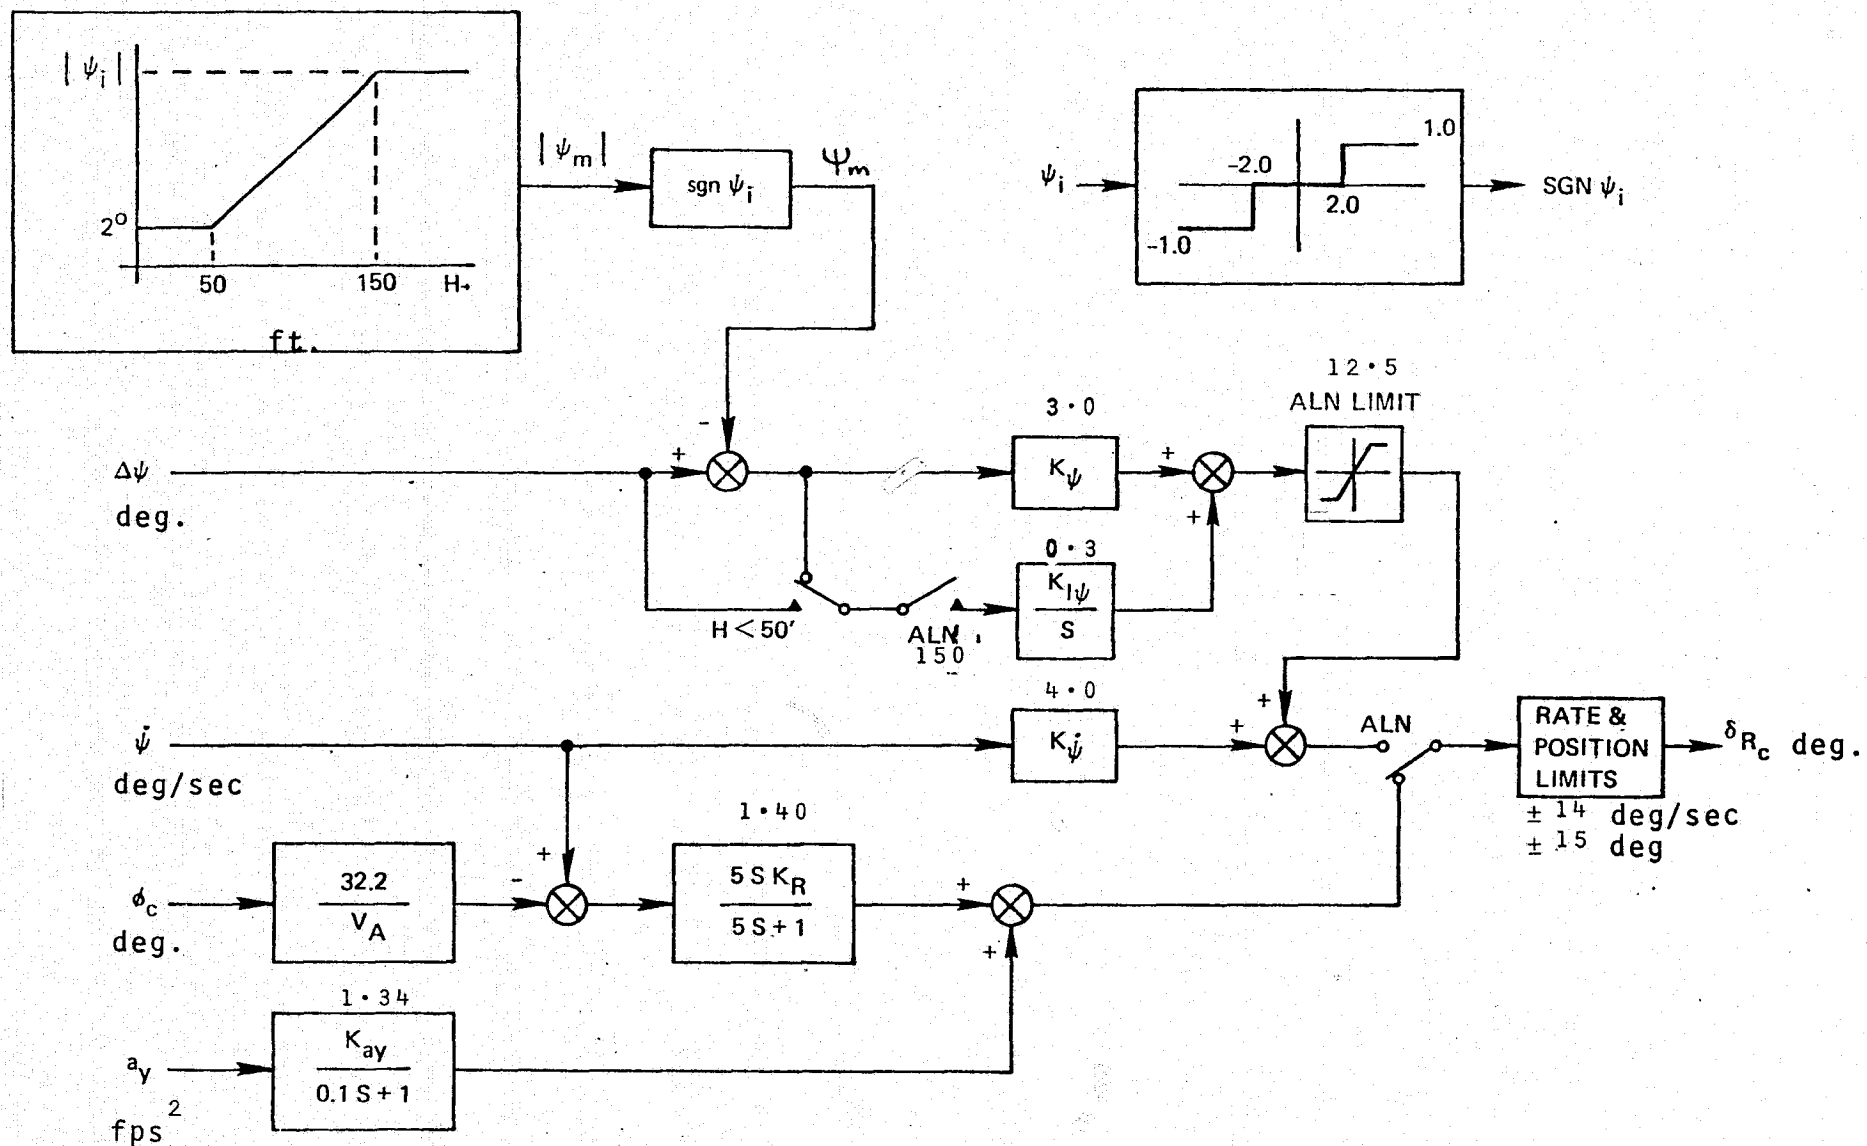 | ψi |
2°
50
150
H→
ft.
| ψm |
sgn ψi
Ψm
ψi
-2.0
1.0
2.0
-1.0
SGN ψi
12·5
ALN LIMIT
3·0
Δψ
deg.
-
+
Kψ
+
+
0·3
KIψ
S
H < 50'
ALN
150
4·0
ψ̇
deg/sec
Kψ̇
+
+
ALN
RATE &
POSITION
LIMITS
δRc deg.
± 14 deg/sec
± 15 deg
1·40
+
-
ϕc
deg.
32.2
VA
5 S KR
5 S + 1
+
+
1·34
Kay
0.1 S + 1
ay
fps 2